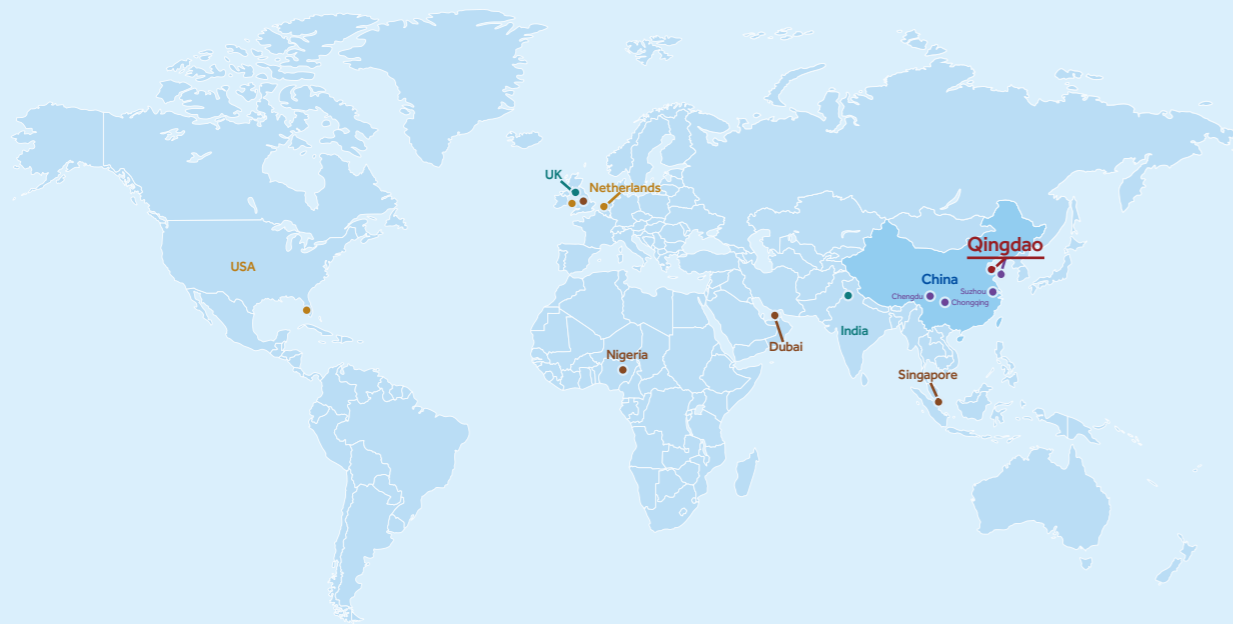 UK
Netherlands
Qingdao
USA
China
Suzhou
Chengdu
Chongqing
India
Dubai
Nigeria
Singapore